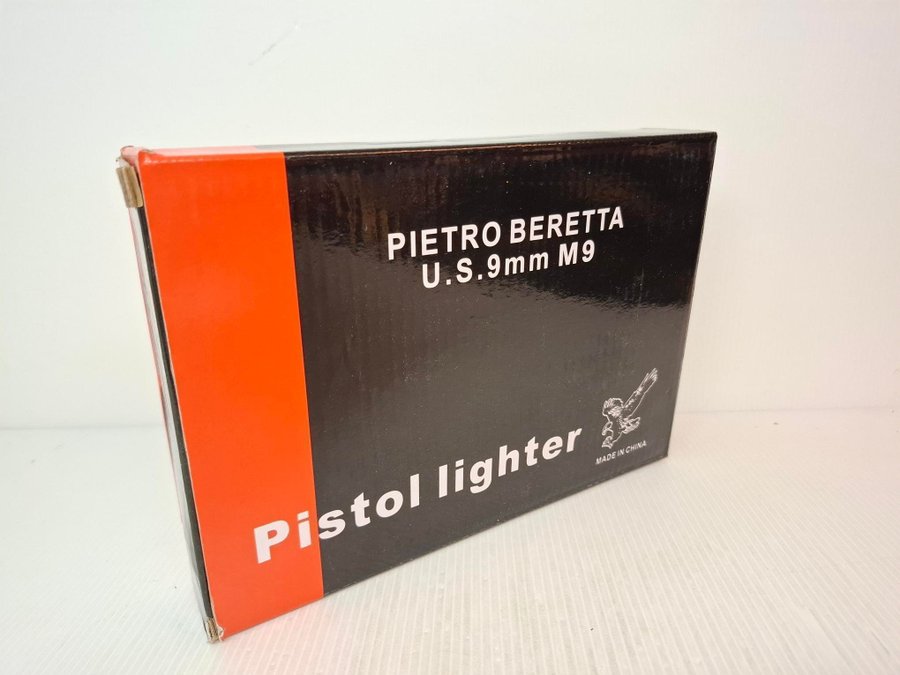 PIETRO BERETTA
U.S.9mm M9
Pistol lighter
MADE IN CHINA